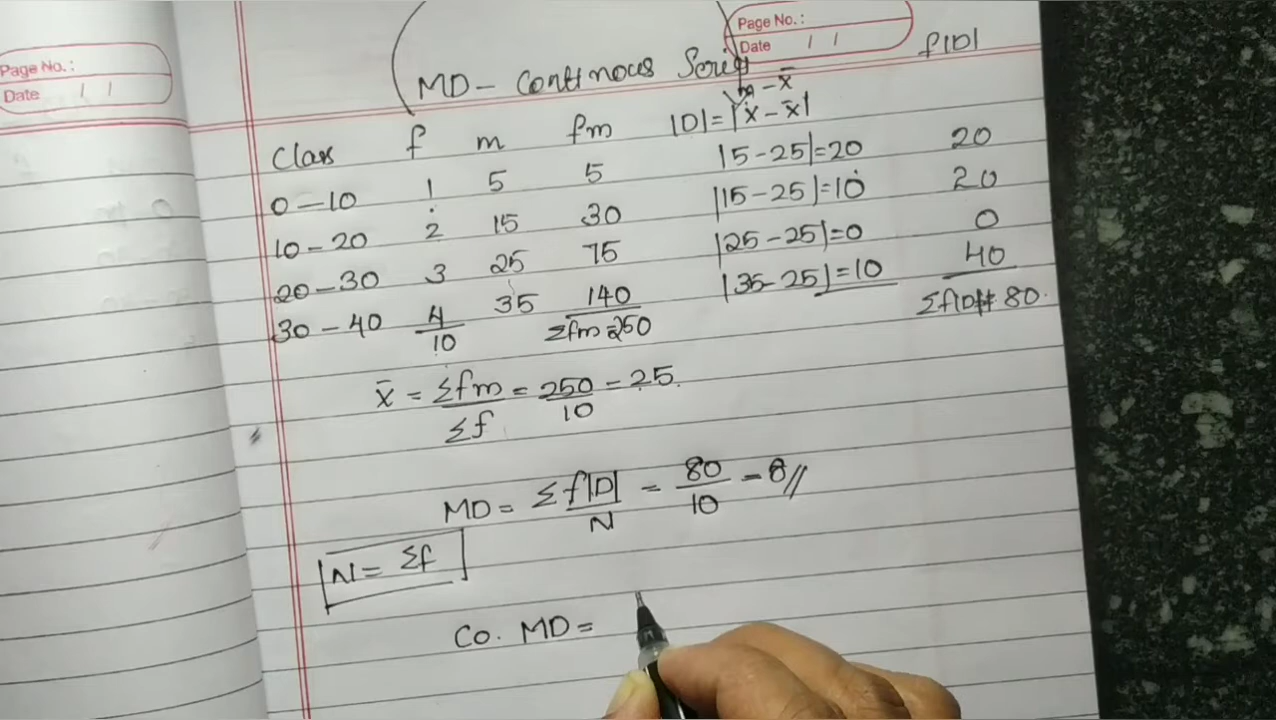 Page No.:
Date / /
Page No.:
Date / /
MD - Continous Series
f|D|
Class f m fm |D|=|x - x̄|
m - x̄
0-10 1 5 5 |5-25|=20 20
10-20 2 15 30 |15-25|=10 20
20-30 3 25 75 |25-25|=0 0
30-40 4 35 140 |35-25|=10 40
10 Σfm=250 Σf|D|= 80.
x̄ = Σfm/Σf = 250/10 = 25.
MD = Σf|D|/N = 80/10 = 8//
N = Σf
Co. MD =